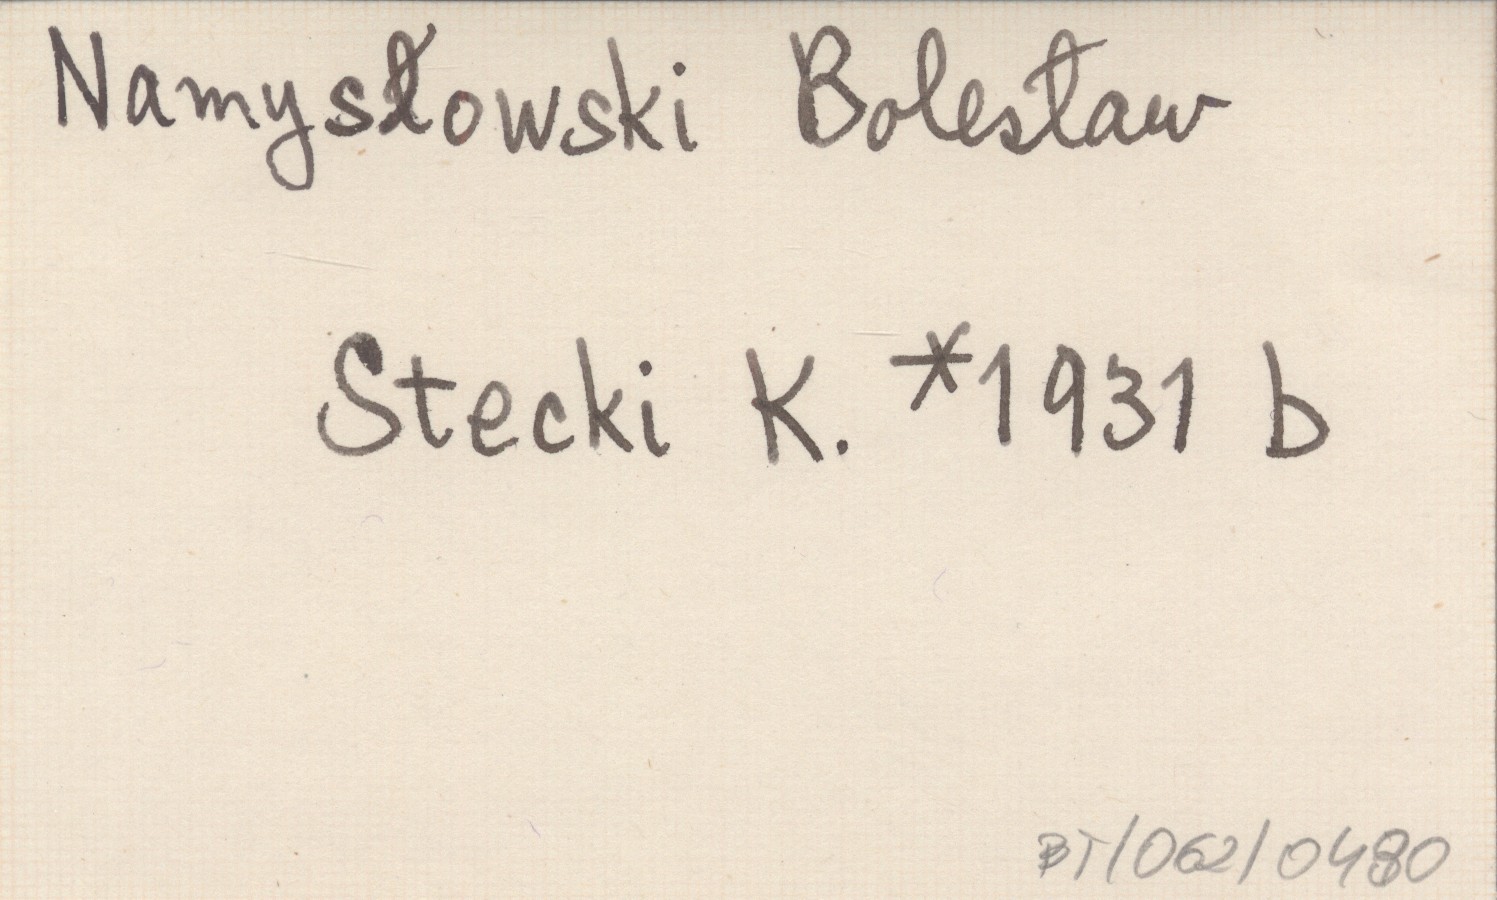 Namysłowski Bolesław
Stecki K. *1931 b
BT/062/0480